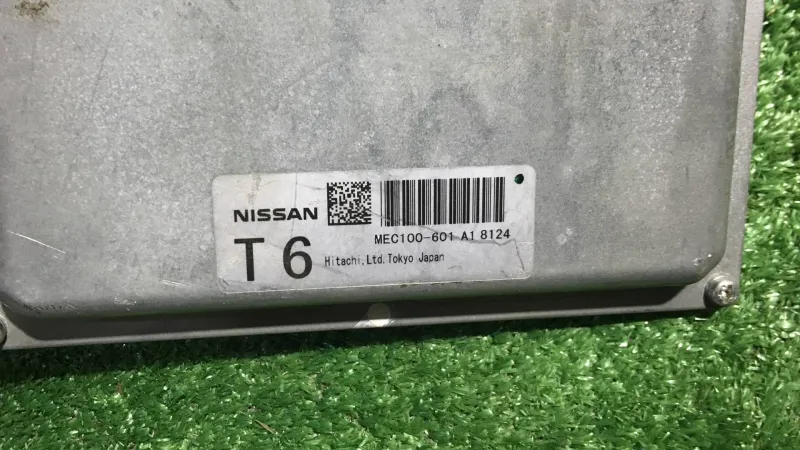 NISSAN
MEC100-601 A1 8124
T6
Hitachi,Ltd.Tokyo Japan